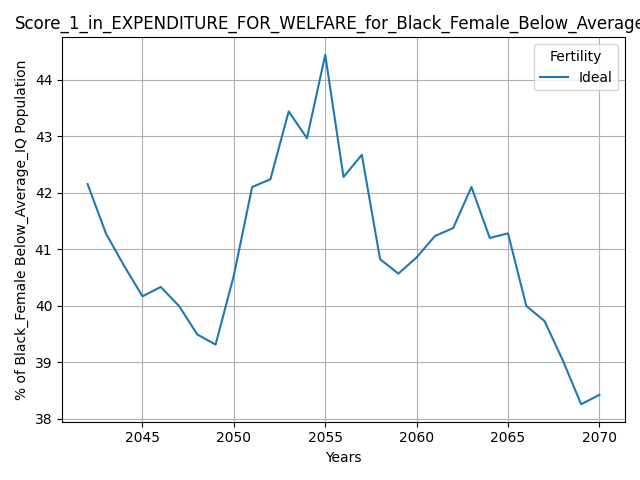 Score_1_in_EXPENDITURE_FOR_WELFARE_for_Black_Female_Below_Average
Fertility
Ideal
44
43
42
41
40
39
38
% of Black_Female Below_Average_IQ Population
2045 2050 2055 2060 2065 2070
Years